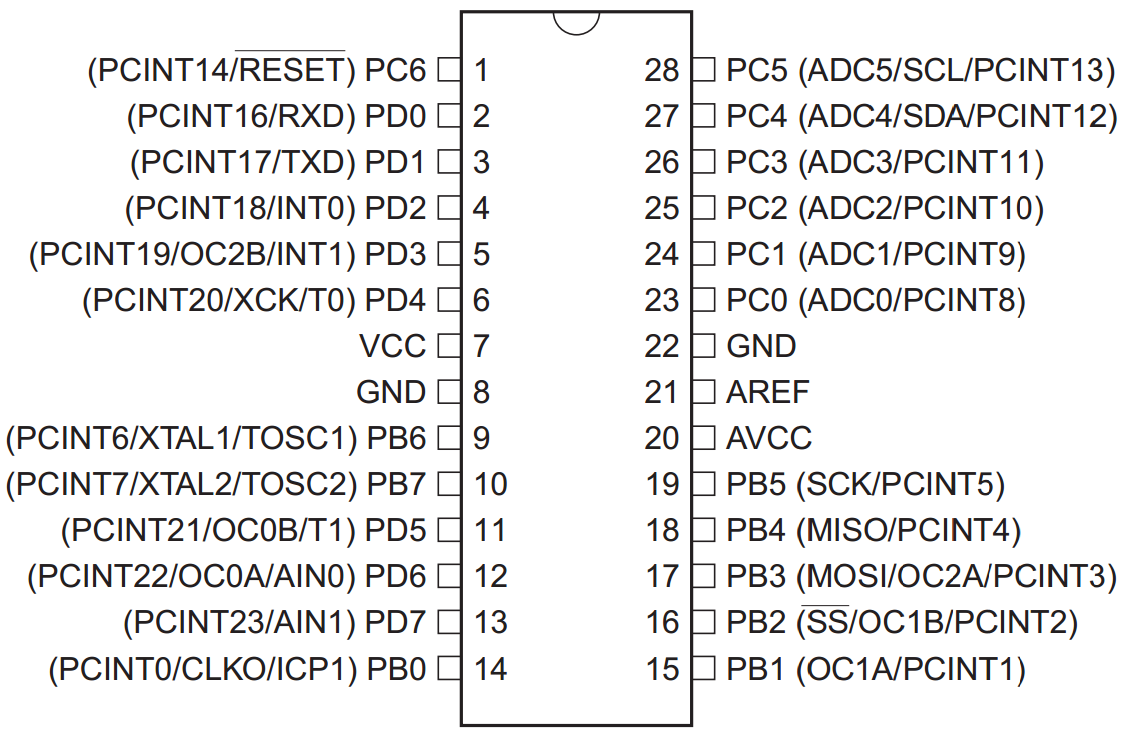 (PCINT14/RESET) PC6 1 28 PC5 (ADC5/SCL/PCINT13)
(PCINT16/RXD) PD0 2 27 PC4 (ADC4/SDA/PCINT12)
(PCINT17/TXD) PD1 3 26 PC3 (ADC3/PCINT11)
(PCINT18/INT0) PD2 4 25 PC2 (ADC2/PCINT10)
(PCINT19/OC2B/INT1) PD3 5 24 PC1 (ADC1/PCINT9)
(PCINT20/XCK/T0) PD4 6 23 PC0 (ADC0/PCINT8)
VCC 7 22 GND
GND 8 21 AREF
(PCINT6/XTAL1/TOSC1) PB6 9 20 AVCC
(PCINT7/XTAL2/TOSC2) PB7 10 19 PB5 (SCK/PCINT5)
(PCINT21/OC0B/T1) PD5 11 18 PB4 (MISO/PCINT4)
(PCINT22/OC0A/AIN0) PD6 12 17 PB3 (MOSI/OC2A/PCINT3)
(PCINT23/AIN1) PD7 13 16 PB2 (SS/OC1B/PCINT2)
(PCINT0/CLKO/ICP1) PB0 14 15 PB1 (OC1A/PCINT1)